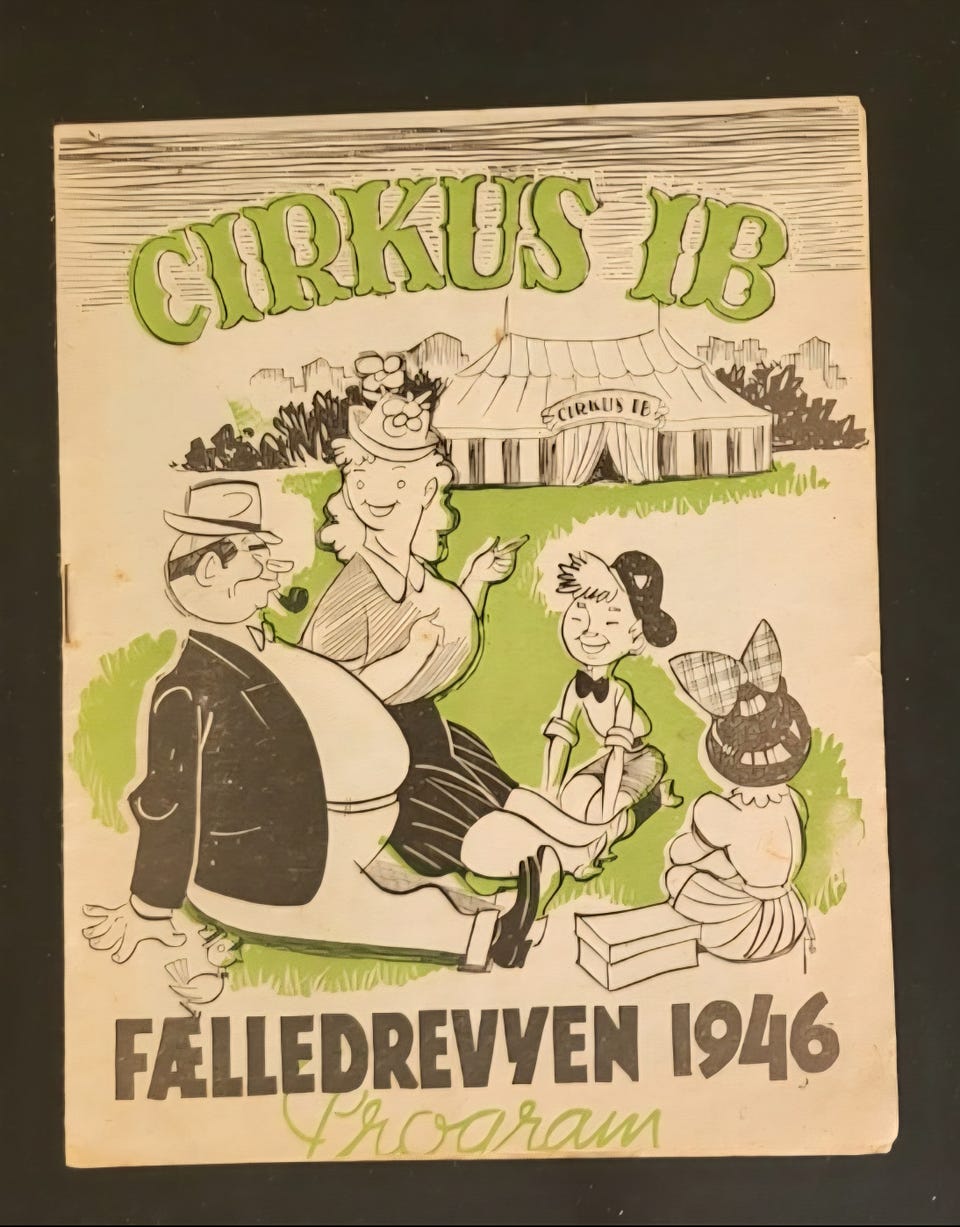 CIRKUS IB
CIRKUS IB
FÆLLEDREVYEN 1946
Program